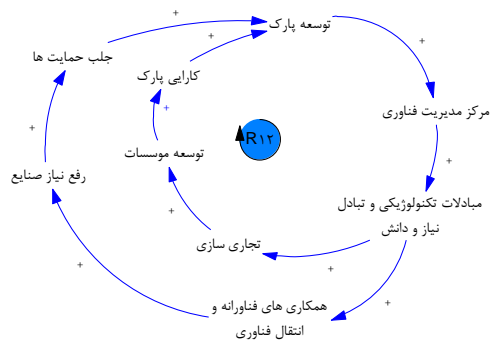 توسعه پارک
جلب حمایت ها
کارایی پارک
مرکز مدیریت فناوری
R۱۲
توسعه موسسات
رفع نیاز صنایع
مبادلات تکنولوژیکی و تبادل
نیاز و دانش
تجاری سازی
همکاری های فناورانه و
انتقال فناوری
+
+
+
+
+
+
+
+
+
+
+